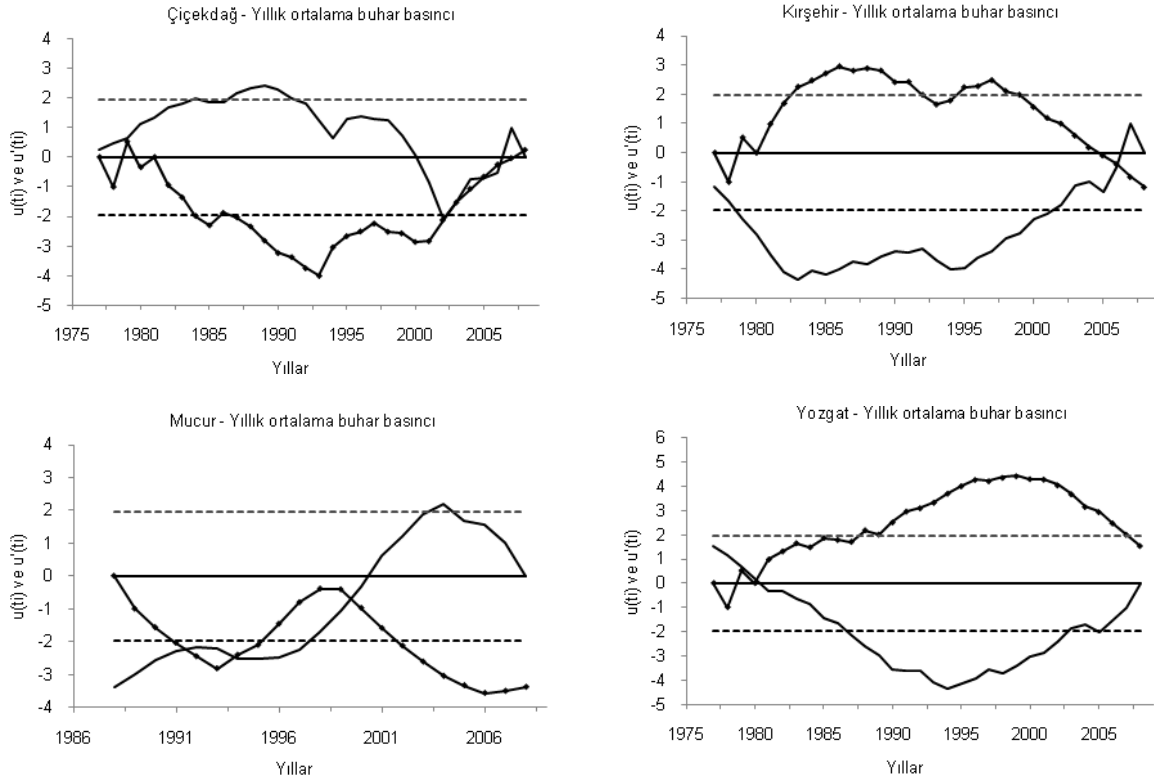 Çiçekdağ - Yıllık ortalama buhar basıncı
4
3
2
1
0
-1
-2
-3
-4
-5
u(ti) ve u'(ti)
1975 1980 1985 1990 1995 2000 2005
Yıllar
Kırşehir - Yıllık ortalama buhar basıncı
4
3
2
1
0
-1
-2
-3
-4
-5
u(ti) ve u'(ti)
1975 1980 1985 1990 1995 2000 2005
Yıllar
Mucur - Yıllık ortalama buhar basıncı
4
3
2
1
0
-1
-2
-3
-4
u(ti) ve u'(ti)
1986 1991 1996 2001 2006
Yıllar
Yozgat - Yıllık ortalama buhar basıncı
6
5
4
3
2
1
0
-1
-2
-3
-4
-5
u(ti) ve u'(ti)
1975 1980 1985 1990 1995 2000 2005
Yıllar